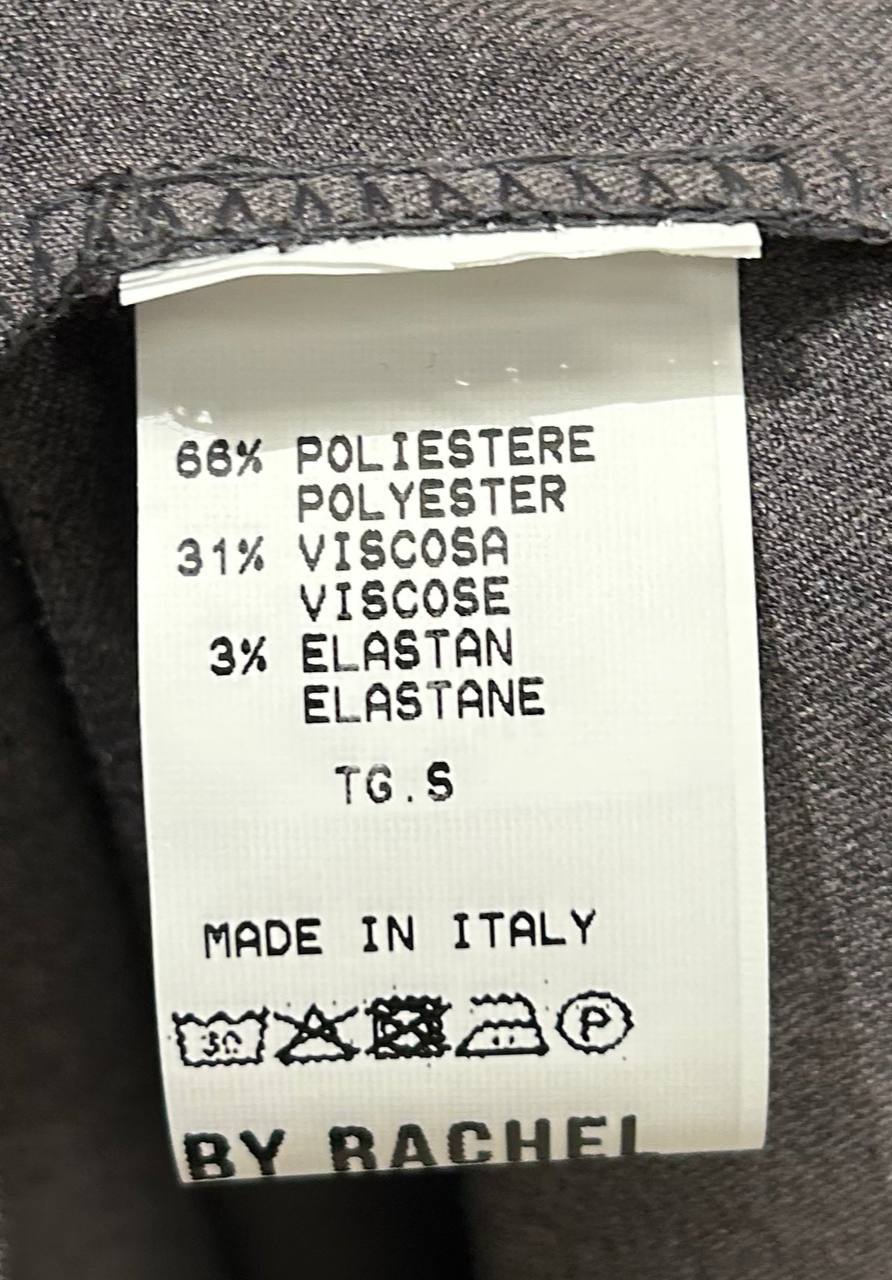 66% POLIESTERE
POLYESTER
31% VISCOSA
VISCOSE
3% ELASTAN
ELASTANE
TG.S
MADE IN ITALY
30 P
BY RACHEL